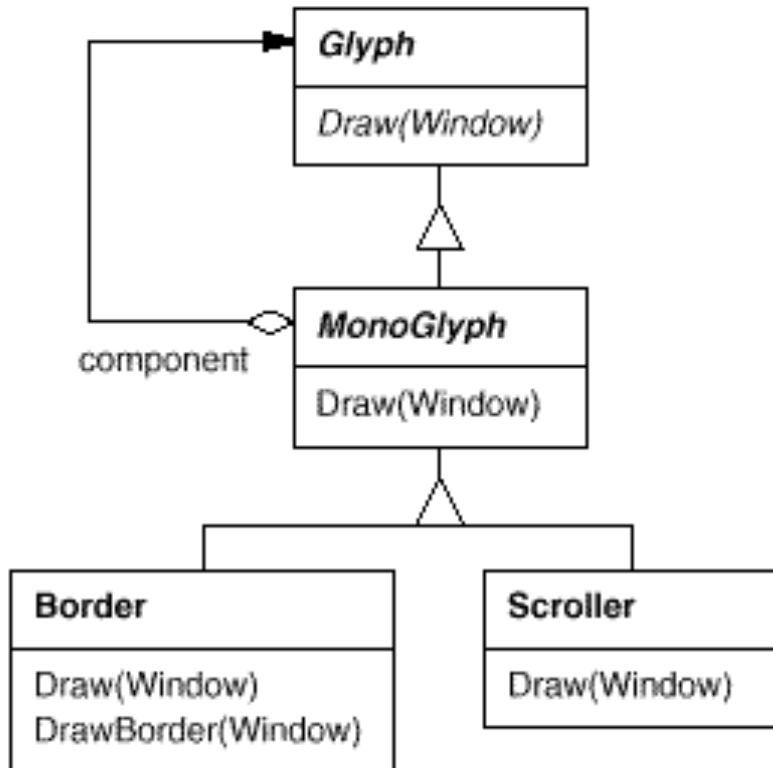 Glyph
Draw(Window)
MonoGlyph
component
Draw(Window)
Border
Draw(Window)
DrawBorder(Window)
Scroller
Draw(Window)